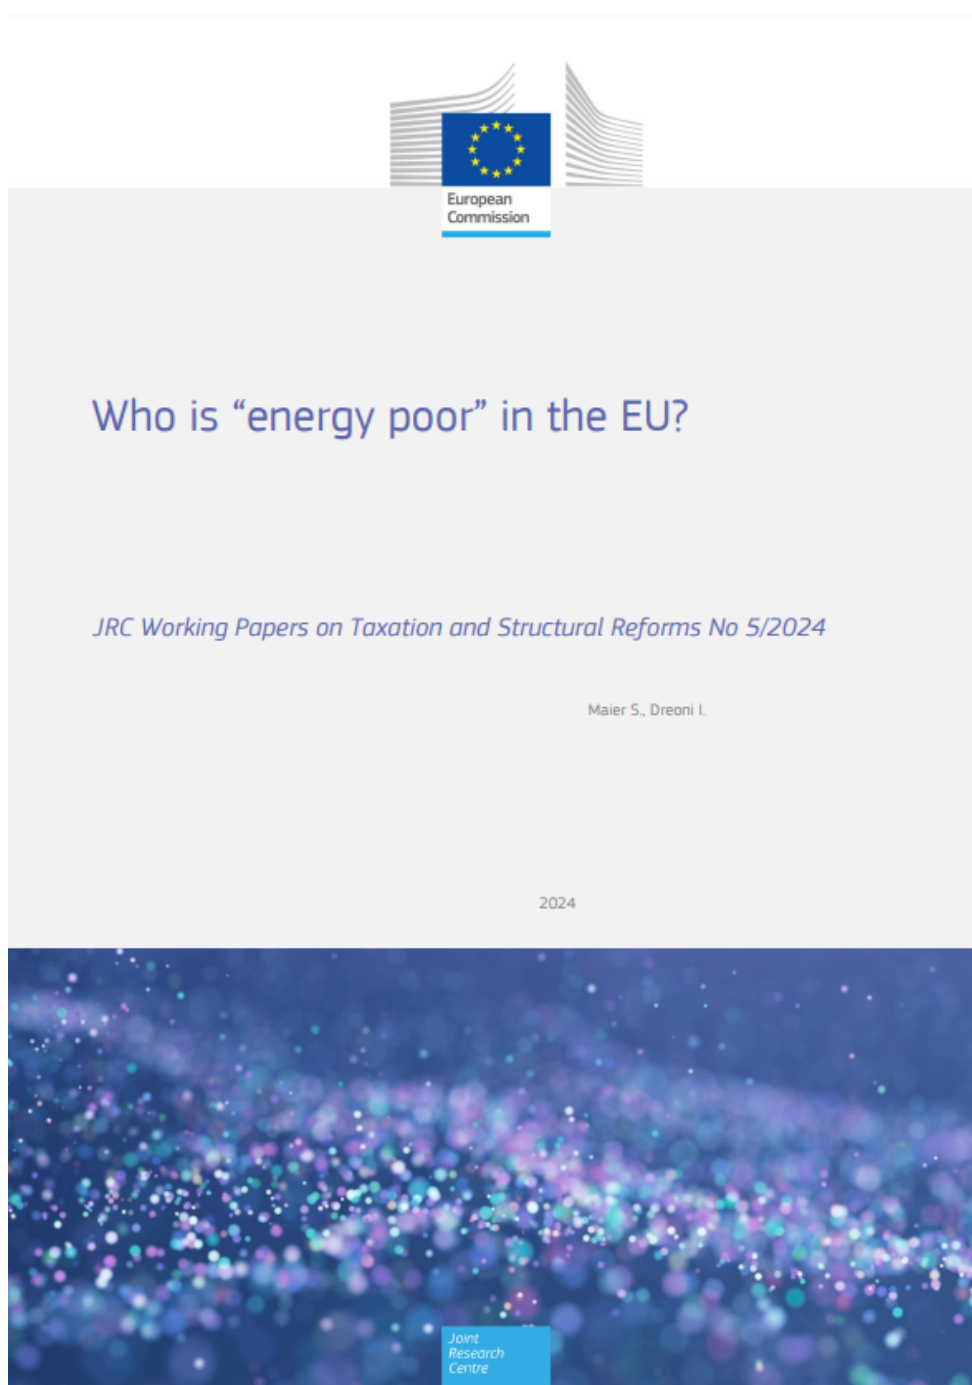 European
Commission
Who is “energy poor” in the EU?
JRC Working Papers on Taxation and Structural Reforms No 5/2024
Maier S., Dreoni I.
2024
Joint
Research
Centre